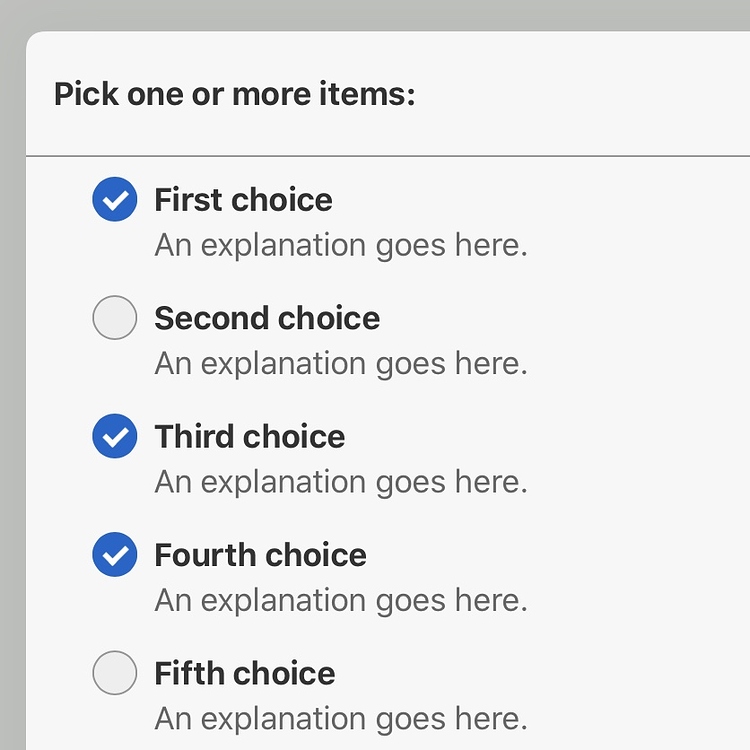 Pick one or more items:
First choice
An explanation goes here.
Second choice
An explanation goes here.
Third choice
An explanation goes here.
Fourth choice
An explanation goes here.
Fifth choice
An explanation goes here.